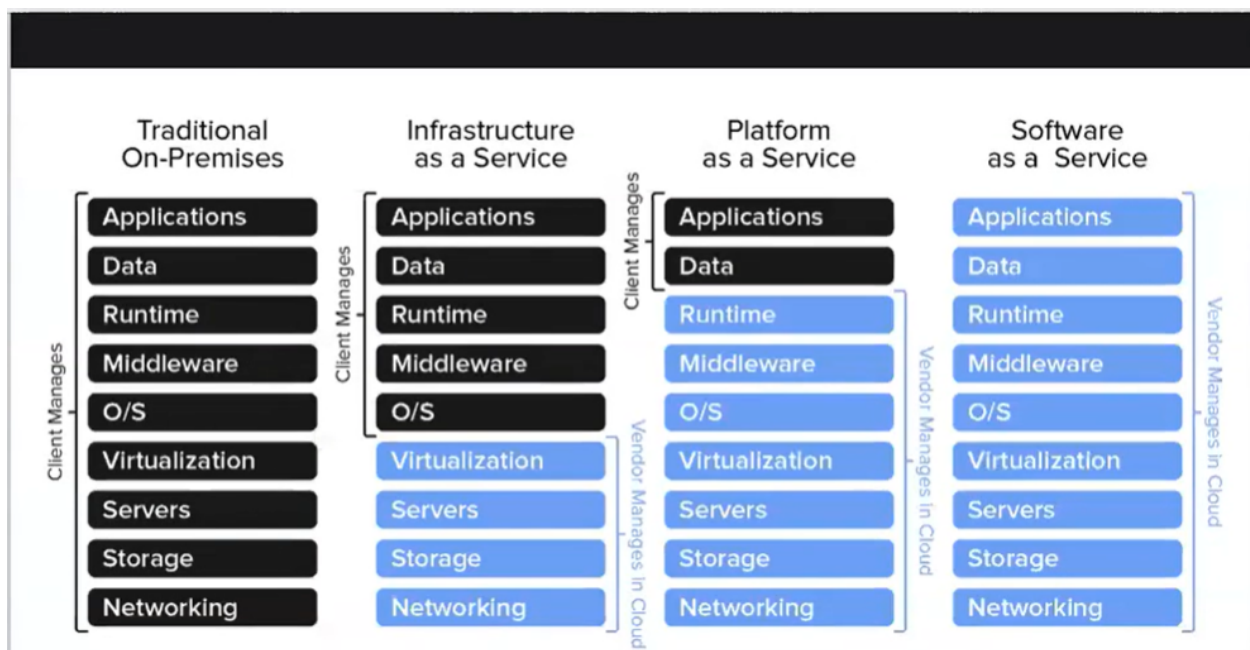 Traditional
On-Premises
Client Manages
Applications
Data
Runtime
Middleware
O/S
Virtualization
Servers
Storage
Networking
Infrastructure
as a Service
Client Manages
Applications
Data
Runtime
Middleware
O/S
Virtualization
Servers
Storage
Networking
Vendor Manages in Cloud
Platform
as a Service
Client Manages
Applications
Data
Runtime
Middleware
O/S
Virtualization
Servers
Storage
Networking
Vendor Manages in Cloud
Software
as a Service
Applications
Data
Runtime
Middleware
O/S
Virtualization
Servers
Storage
Networking
Vendor Manages in Cloud